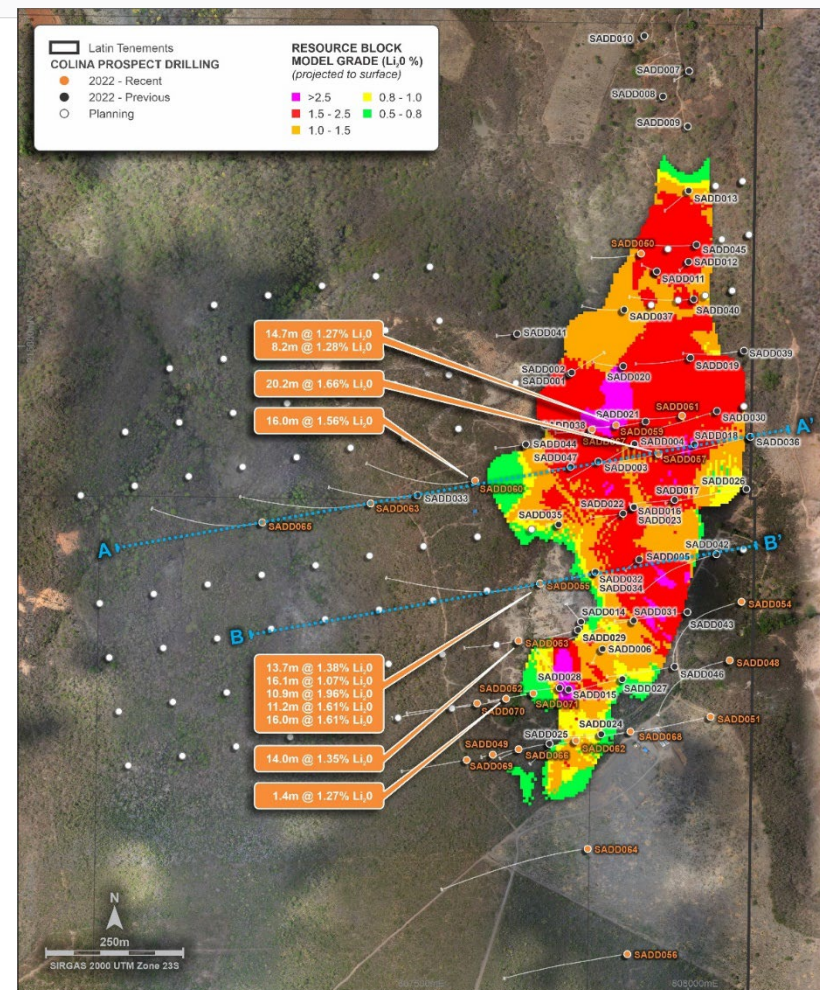 Latin Tenements
COLINA PROSPECT DRILLING
2022 - Recent
2022 - Previous
Planning
RESOURCE BLOCK
MODEL GRADE (Li₂0 %)
(projected to surface)
>2.5
1.5 - 2.5
1.0 - 1.5
0.8 - 1.0
0.5 - 0.8
SADD010
SADD007
SADD008
SADD009
SADD013
SADD050
SADD045
SADD012
SADD011
SADD040
SADD037
14.7m @ 1.27% Li₂0
8.2m @ 1.28% Li₂0
SADD041
SADD039
SADD002
SADD001
SADD020
SADD019
20.2m @ 1.66% Li₂0
16.0m @ 1.56% Li₂0
SADD021
SADD061
SADD030
SADD038
SADD059
A'
SADD044
SADD004
SADD018
SADD036
SADD047
SADD003
SADD057
SADD060
SADD026
SADD033
SADD017
SADD063
SADD022
SADD016
SADD023
SADD065
SADD035
A
SADD042
B'
SADD005
SADD032
SADD034
SADD055
SADD054
B
SADD014
SADD031
SADD043
SADD029
SADD053
SADD006
13.7m @ 1.38% Li₂0
16.1m @ 1.07% Li₂0
10.9m @ 1.96% Li₂0
11.2m @ 1.61% Li₂0
16.0m @ 1.61% Li₂0
SADD048
SADD046
SADD028
SADD027
SADD052
SADD015
SADD071
SADD070
SADD051
SADD024
SADD068
SADD025
SADD062
14.0m @ 1.35% Li₂0
SADD049
SADD066
SADD069
1.4m @ 1.27% Li₂0
SADD064
N
250m
SIRGAS 2000 UTM Zone 23S
SADD056
608000mE